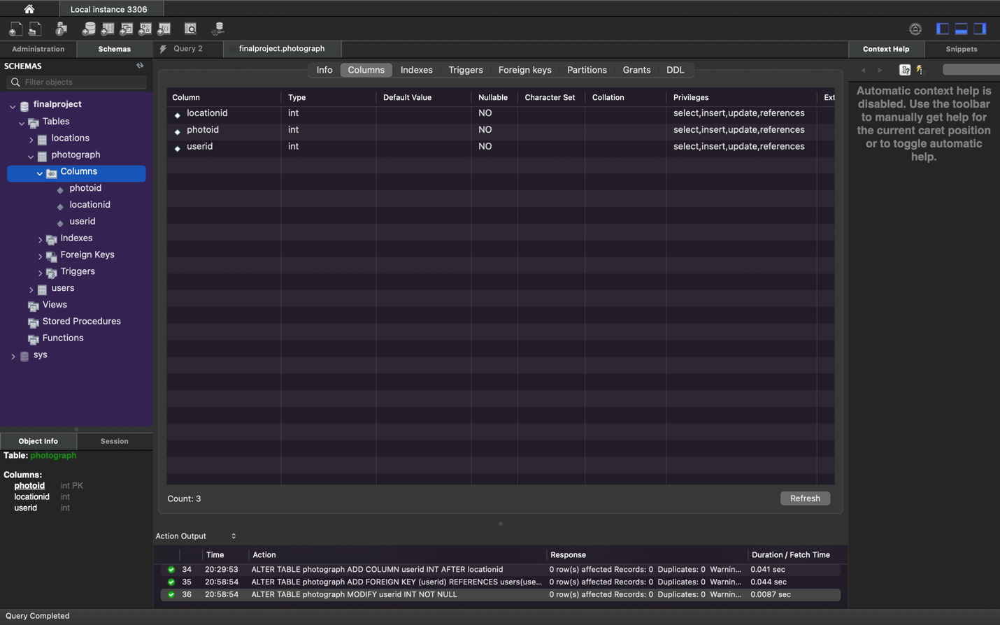 Local instance 3306
Administration
Schemas
Query 2
finalproject.photograph
Context Help
Snippets
SCHEMAS
Filter objects
finalproject
Tables
locations
photograph
Columns
photoid
locationid
userid
Indexes
Foreign Keys
Triggers
users
Views
Stored Procedures
Functions
sys
Info Columns Indexes Triggers Foreign keys Partitions Grants DDL
Column Type Default Value Nullable Character Set Collation Privileges Ext
locationid int NO select,insert,update,references
photoid int NO select,insert,update,references
userid int NO select,insert,update,references
Count: 3
Refresh
Automatic context help is
disabled. Use the toolbar
to manually get help for
the current caret position
or to toggle automatic
help.
Object Info
Session
Table: photograph
Columns:
photoid int PK
locationid int
userid int
Action Output
Time Action Response Duration / Fetch Time
34 20:29:53 ALTER TABLE photograph ADD COLUMN userid INT AFTER locationid 0 row(s) affected Records: 0 Duplicates: 0 Warnin... 0.041 sec
35 20:58:54 ALTER TABLE photograph ADD FOREIGN KEY (userid) REFERENCES users(use... 0 row(s) affected Records: 0 Duplicates: 0 Warnin... 0.044 sec
36 20:58:54 ALTER TABLE photograph MODIFY userid INT NOT NULL 0 row(s) affected Records: 0 Duplicates: 0 Warnin... 0.0087 sec
Query Completed